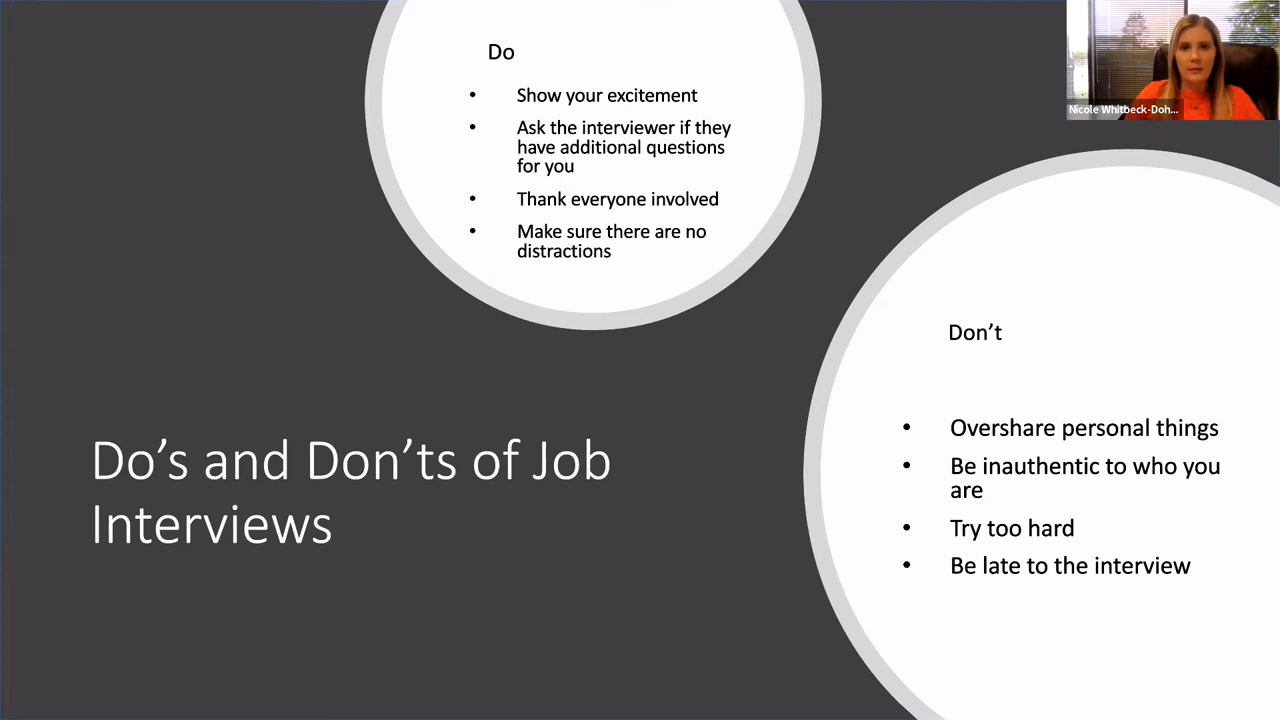 Do
• Show your excitement
• Ask the interviewer if they
have additional questions
for you
• Thank everyone involved
• Make sure there are no
distractions
Nicole Whitbeck-Doh...
Don’t
• Overshare personal things
• Be inauthentic to who you
are
• Try too hard
• Be late to the interview
Do’s and Don’ts of Job
Interviews